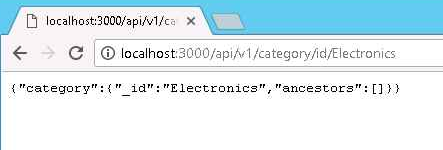 localhost:3000/api/v1/ca
localhost:3000/api/v1/category/id/Electronics
{"category":{"_id":"Electronics","ancestors":[]}}